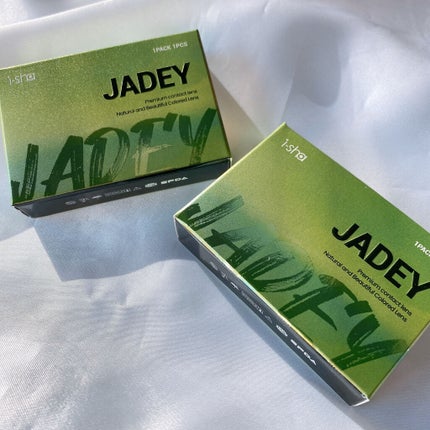 i-sha
1PACK 1PCS
JADEY
Premium contact lens
Natural and Beautiful Colored Lens
JADEY
i-sha
1PAC
JADEY
Premium contact lens
Natural and Beautiful Colored Lens
JADEY